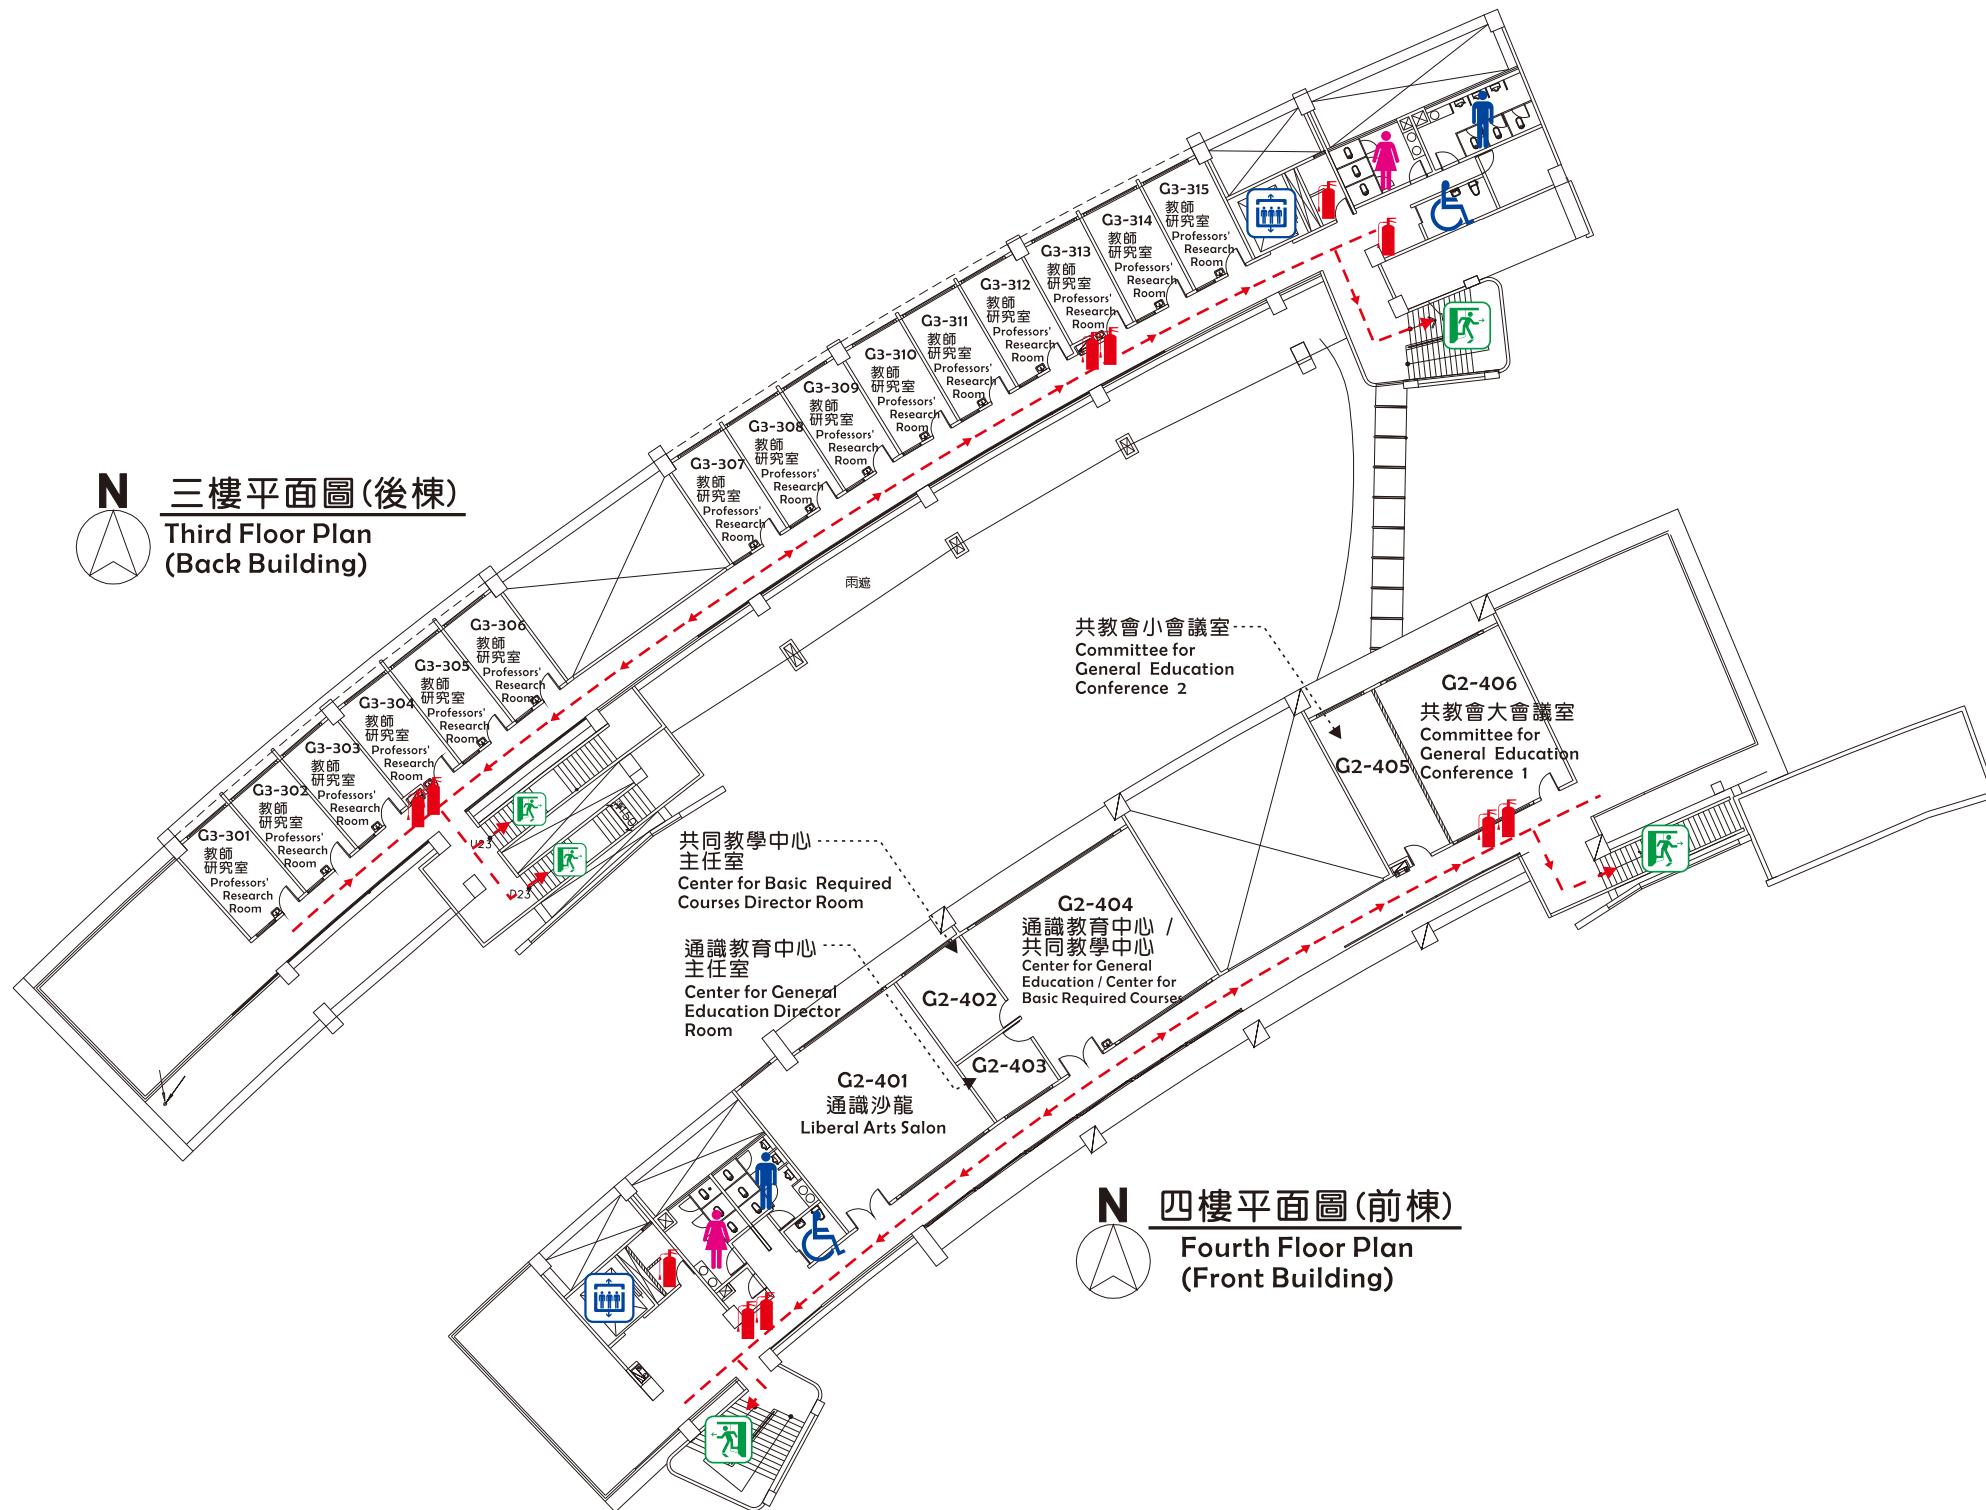 N
三樓平面圖(後棟)
Third Floor Plan
(Back Building)
G3-301
教師
研究室
Professors'
Research
Room
G3-302
教師
研究室
Professors'
Research
Room
G3-303
教師
研究室
Professors'
Research
Room
G3-304
教師
研究室
Professors'
Research
Room
G3-305
教師
研究室
Professors'
Research
Room
G3-306
教師
研究室
Professors'
Research
Room
G3-307
教師
研究室
Professors'
Research
Room
G3-308
教師
研究室
Professors'
Research
Room
G3-309
教師
研究室
Professors'
Research
Room
G3-310
教師
研究室
Professors'
Research
Room
G3-311
教師
研究室
Professors'
Research
Room
G3-312
教師
研究室
Professors'
Research
Room
G3-313
教師
研究室
Professors'
Research
Room
G3-314
教師
研究室
Professors'
Research
Room
G3-315
教師
研究室
Professors'
Research
Room
雨遮
U23
D23
共教會小會議室
Committee for
General Education
Conference 2
G2-405
G2-406
共教會大會議室
Committee for
General Education
Conference 1
共同教學中心
主任室
Center for Basic Required
Courses Director Room
G2-402
通識教育中心
主任室
Center for General
Education Director
Room
G2-403
G2-404
通識教育中心 /
共同教學中心
Center for General
Education / Center for
Basic Required Courses
G2-401
通識沙龍
Liberal Arts Salon
N
四樓平面圖(前棟)
Fourth Floor Plan
(Front Building)